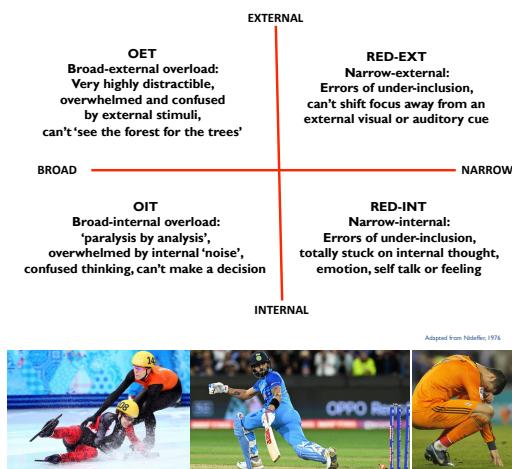 EXTERNAL
OET
Broad-external overload:
Very highly distractible,
overwhelmed and confused
by external stimuli,
can't 'see the forest for the trees'
RED-EXT
Narrow-external:
Errors of under-inclusion,
can't shift focus away from an
external visual or auditory cue
BROAD
NARROW
OIT
Broad-internal overload:
'paralysis by analysis',
overwhelmed by internal 'noise',
confused thinking, can't make a decision
RED-INT
Narrow-internal:
Errors of under-inclusion,
totally stuck on internal thought,
emotion, self talk or feeling
INTERNAL
Adapted from Nideffer, 1976
14
08
OPPO